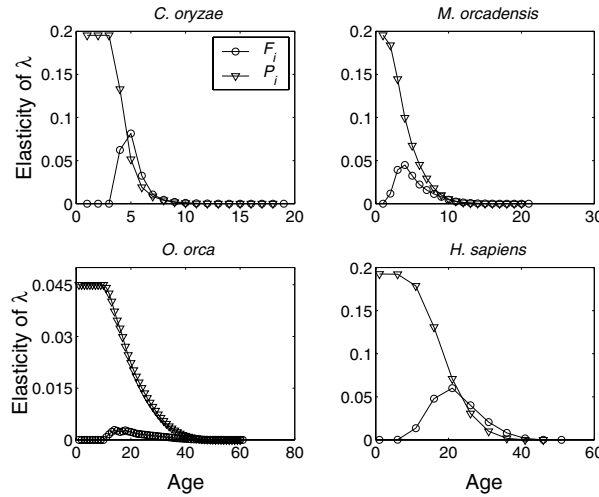 C. oryzae
M. orcadensis
Elasticity of λ
0.2
0.15
0.1
0.05
0
0 5 10 15 20
F_i
P_i
0.2
0.15
0.1
0.05
0
0 10 20 30
O. orca
H. sapiens
Elasticity of λ
0.045
0.03
0.015
0
0 20 40 60 80
Age
0.2
0.15
0.1
0.05
0
0 20 40 60
Age